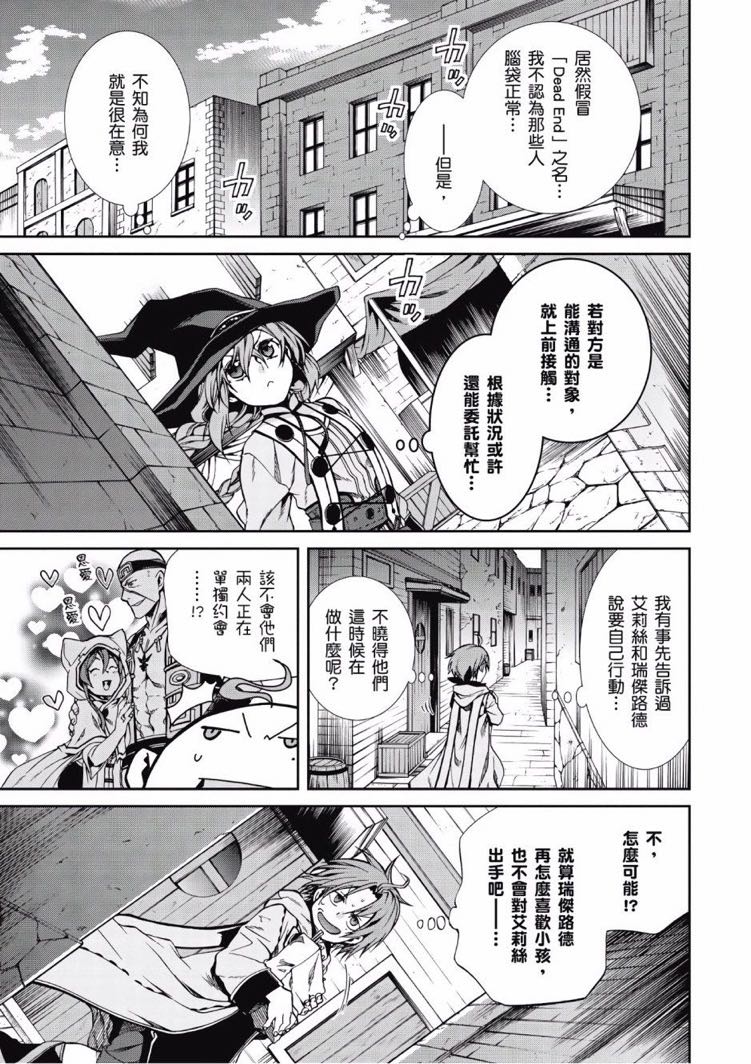 居然假冒
「Dead End」之名…
我不認為那些人
腦袋正常…
——但是，
不知為何我
就是很在意…
カッ
カッ
カッ
カッ
若對方是
能溝通的對象，
就上前接觸…
根據狀況或許
還能委託幫忙…
我有事先告訴過
艾莉絲和瑞傑路德
說要自己行動…
不曉得他們
這時候在
做什麼呢？
該不會他們
兩人正在
單獨約會
……!?
恩愛
恩愛
不，
怎麼可能!?
就算瑞傑路德
再怎麼喜歡小孩，
也不會對艾莉絲
出手吧——…